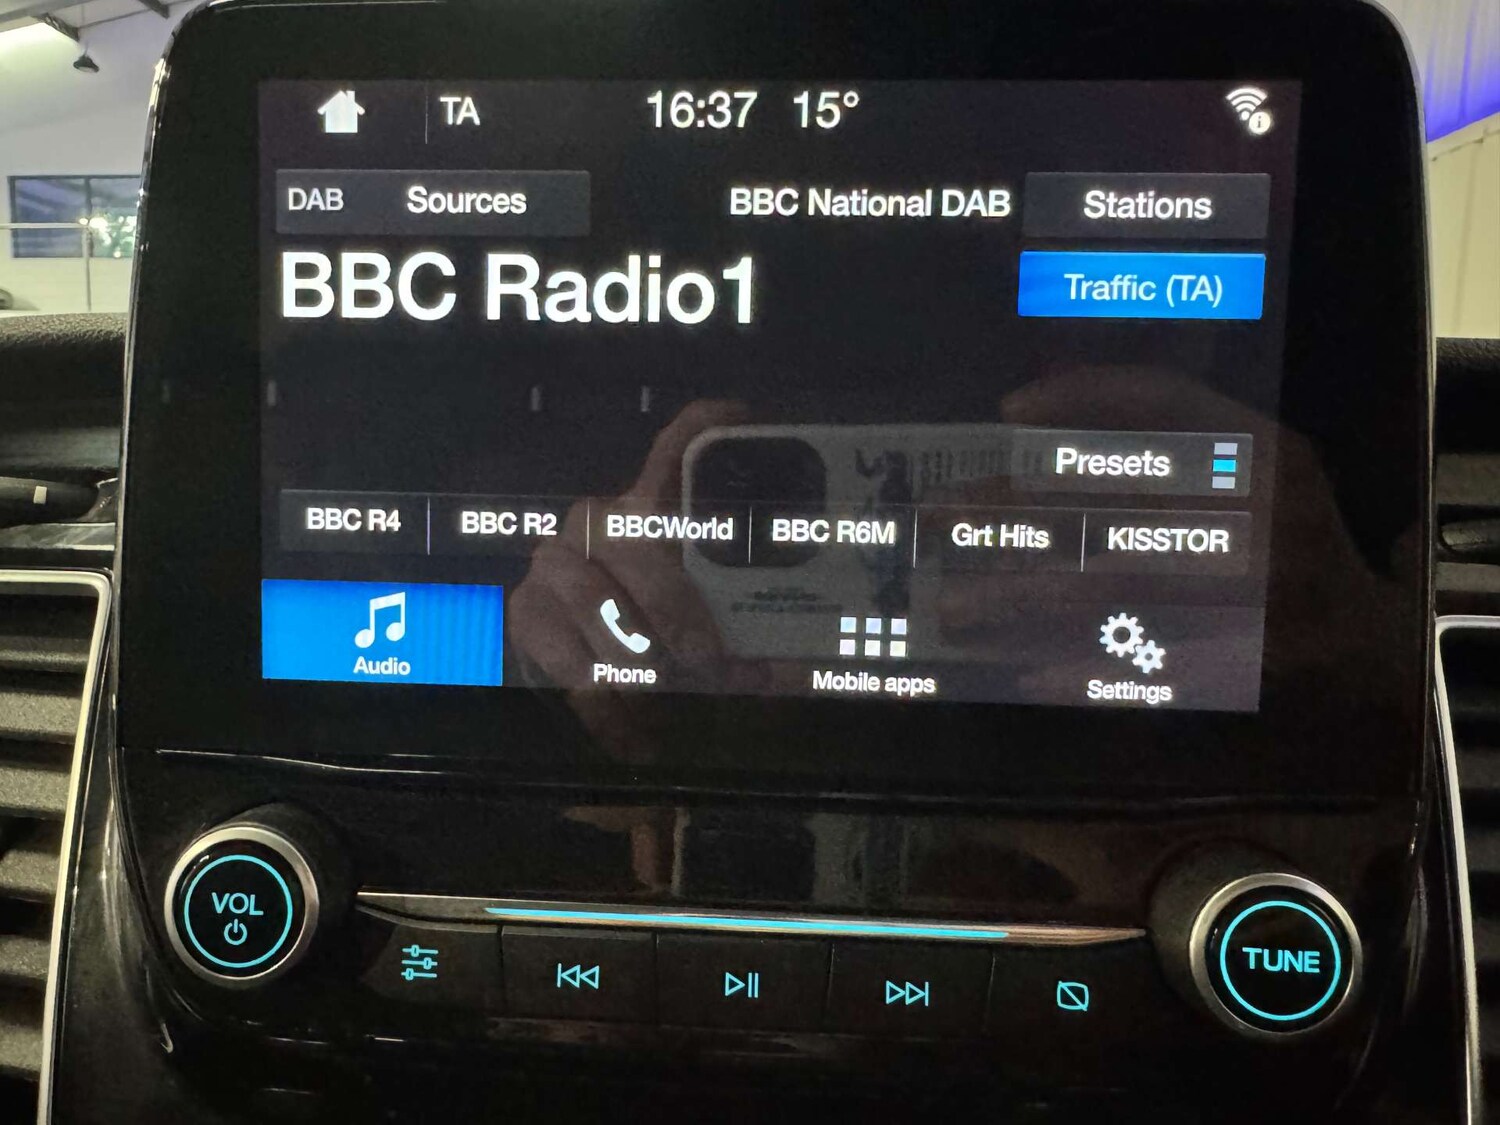 TA 16:37 15°
DAB Sources BBC National DAB Stations
BBC Radio1
Traffic (TA)
Presets
BBC R4 BBC R2 BBCWorld BBC R6M Grt Hits KISSTOR
Audio Phone Mobile apps Settings
VOL
TUNE